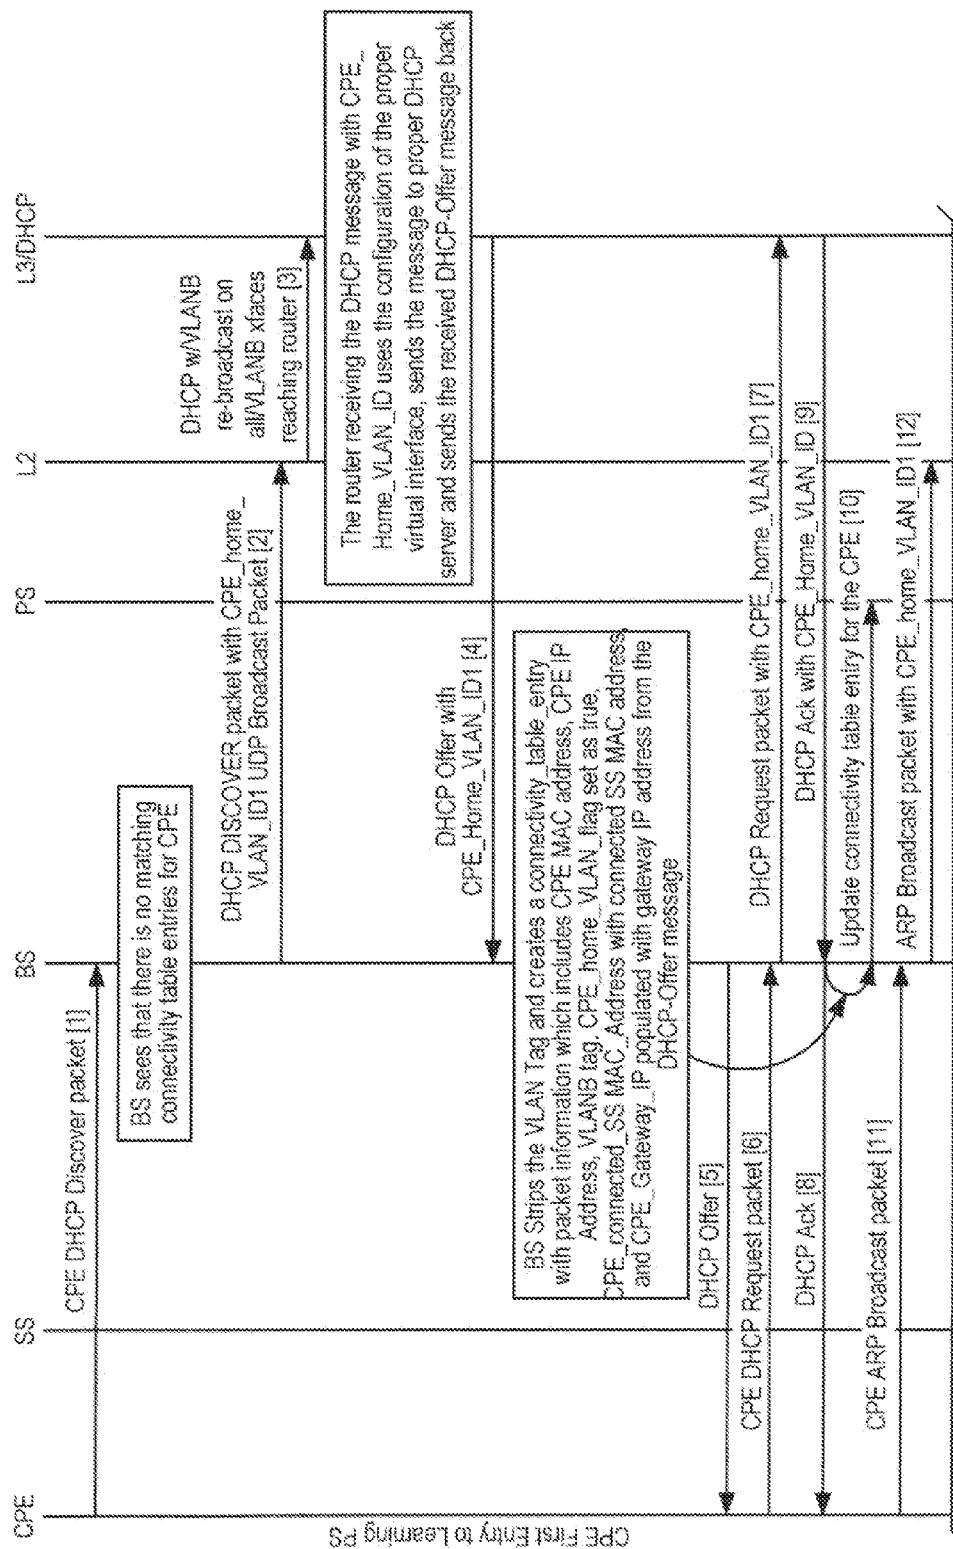 CPE
SS
BS
PS
L2
L3/DHCP
CPE First Entry to Learning PS
CPE DHCP Discover packet [1]
BS sees that there is no matching
connectivity table entries for CPE
DHCP DISCOVER packet with CPE_home_
VLAN_ID1 UDP Broadcast Packet [2]
DHCP w/VLANB
re-broadcast on
all/VLANB xfaces
reaching router [3]
The router receiving the DHCP message with CPE_
Home_VLAN_ID uses the configuration of the proper
virtual interface, sends the message to proper DHCP
server and sends the received DHCP-Offer message back
DHCP Offer with
CPE_Home_VLAN_ID1 [4]
BS Strips the VLAN Tag and creates a connectivity_table_entry
with packet information which includes CPE MAC address, CPE IP
Address, VLANB tag, CPE_home_VLAN_flag set as true,
CPE_connected_SS MAC_Address with connected SS MAC address,
and CPE_Gateway_IP populated with gateway IP address from the
DHCP-Offer message
DHCP Offer [5]
CPE DHCP Request packet [6]
DHCP Request packet with CPE_home_VLAN_ID1 [7]
DHCP Ack [8]
DHCP Ack with CPE_Home_VLAN_ID [9]
Update connectivity table entry for the CPE [10]
CPE ARP Broadcast packet [11]
ARP Broadcast packet with CPE_home_VLAN_ID1 [12]